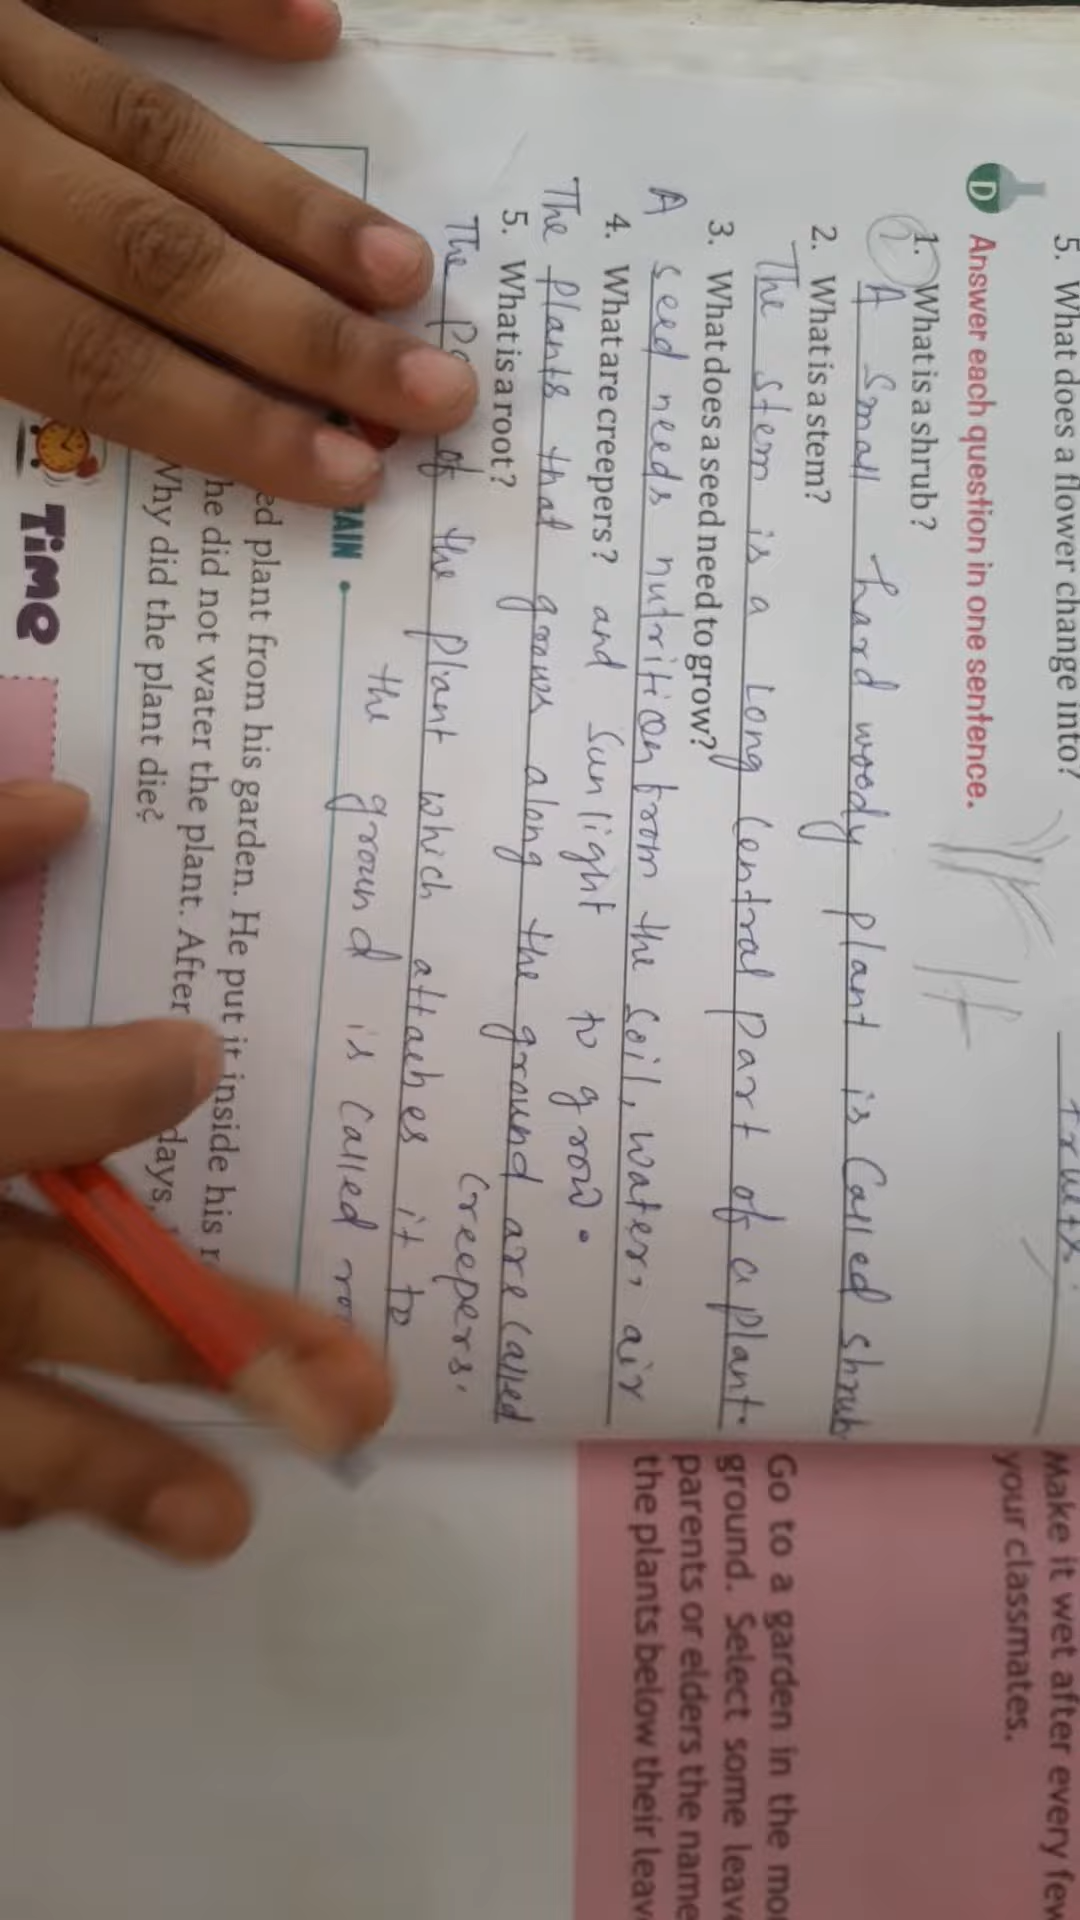 5. What does a flower change into?
D Answer each question in one sentence.
1. What is a shrub?
A small hard woody plant is called shrub
2. What is a stem?
The stem is a long central part of a plant.
3. What does a seed need to grow?
A seed needs nutrition from the soil, water, air
and sunlight to grow.
4. What are creepers?
The plants that grows along the ground are called
creepers.
5. What is a root?
The of the plant which attaches it to
the ground is called
plant from his garden. He put it inside his
he did not water the plant. After days,
Why did the plant die?
TiMe
Make it wet after every few
your classmates.
Go to a garden in the
ground. Select some
parents or elders the
the plants below their